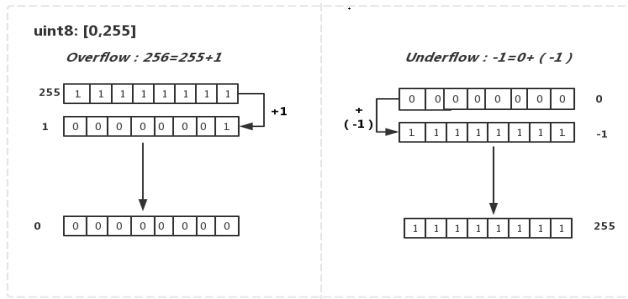 uint8: [0,255]
Overflow : 256=255+1
255 1 1 1 1 1 1 1 1
+1
1 0 0 0 0 0 0 0 1
0 0 0 0 0 0 0 0 0
Underflow : -1=0+ ( -1 )
0 0 0 0 0 0 0 0 0
+
( -1 )
1 1 1 1 1 1 1 1 -1
1 1 1 1 1 1 1 1 255